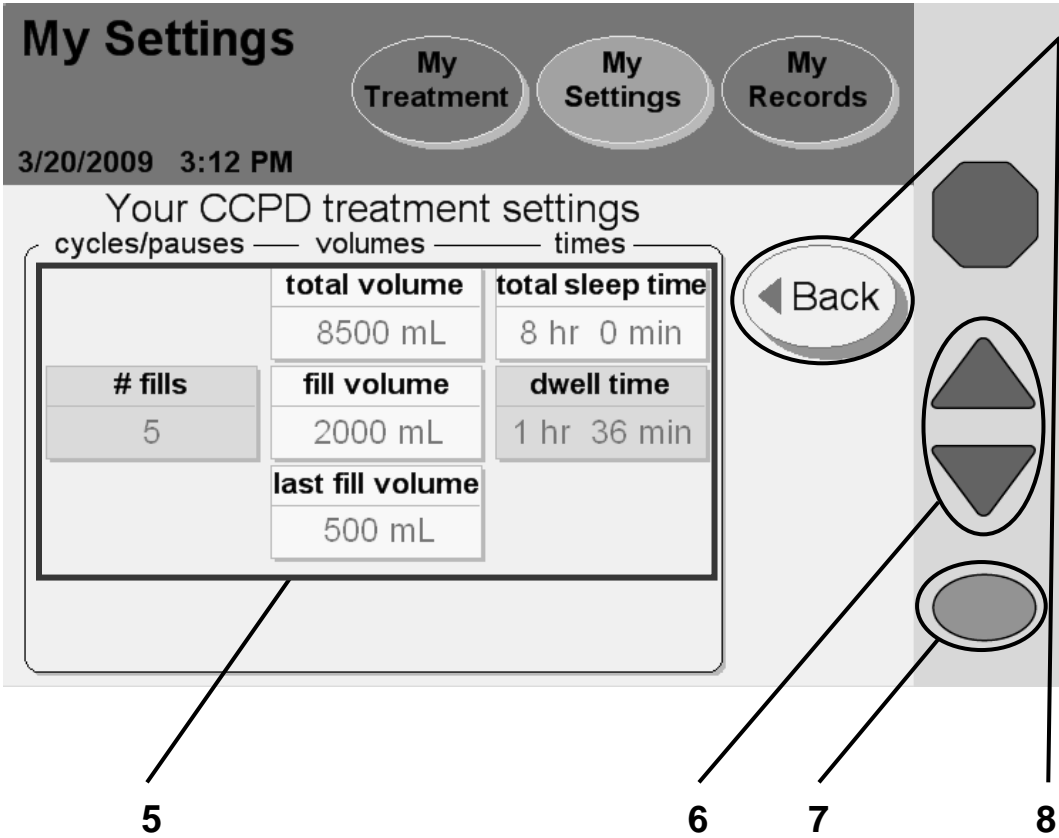 My Settings
My Treatment
My Settings
My Records
3/20/2009 3:12 PM
Your CCPD treatment settings
cycles/pauses volumes times
total volume total sleep time
8500 mL 8 hr 0 min
Back
# fills fill volume dwell time
5 2000 mL 1 hr 36 min
last fill volume
500 mL
5 6 7 8